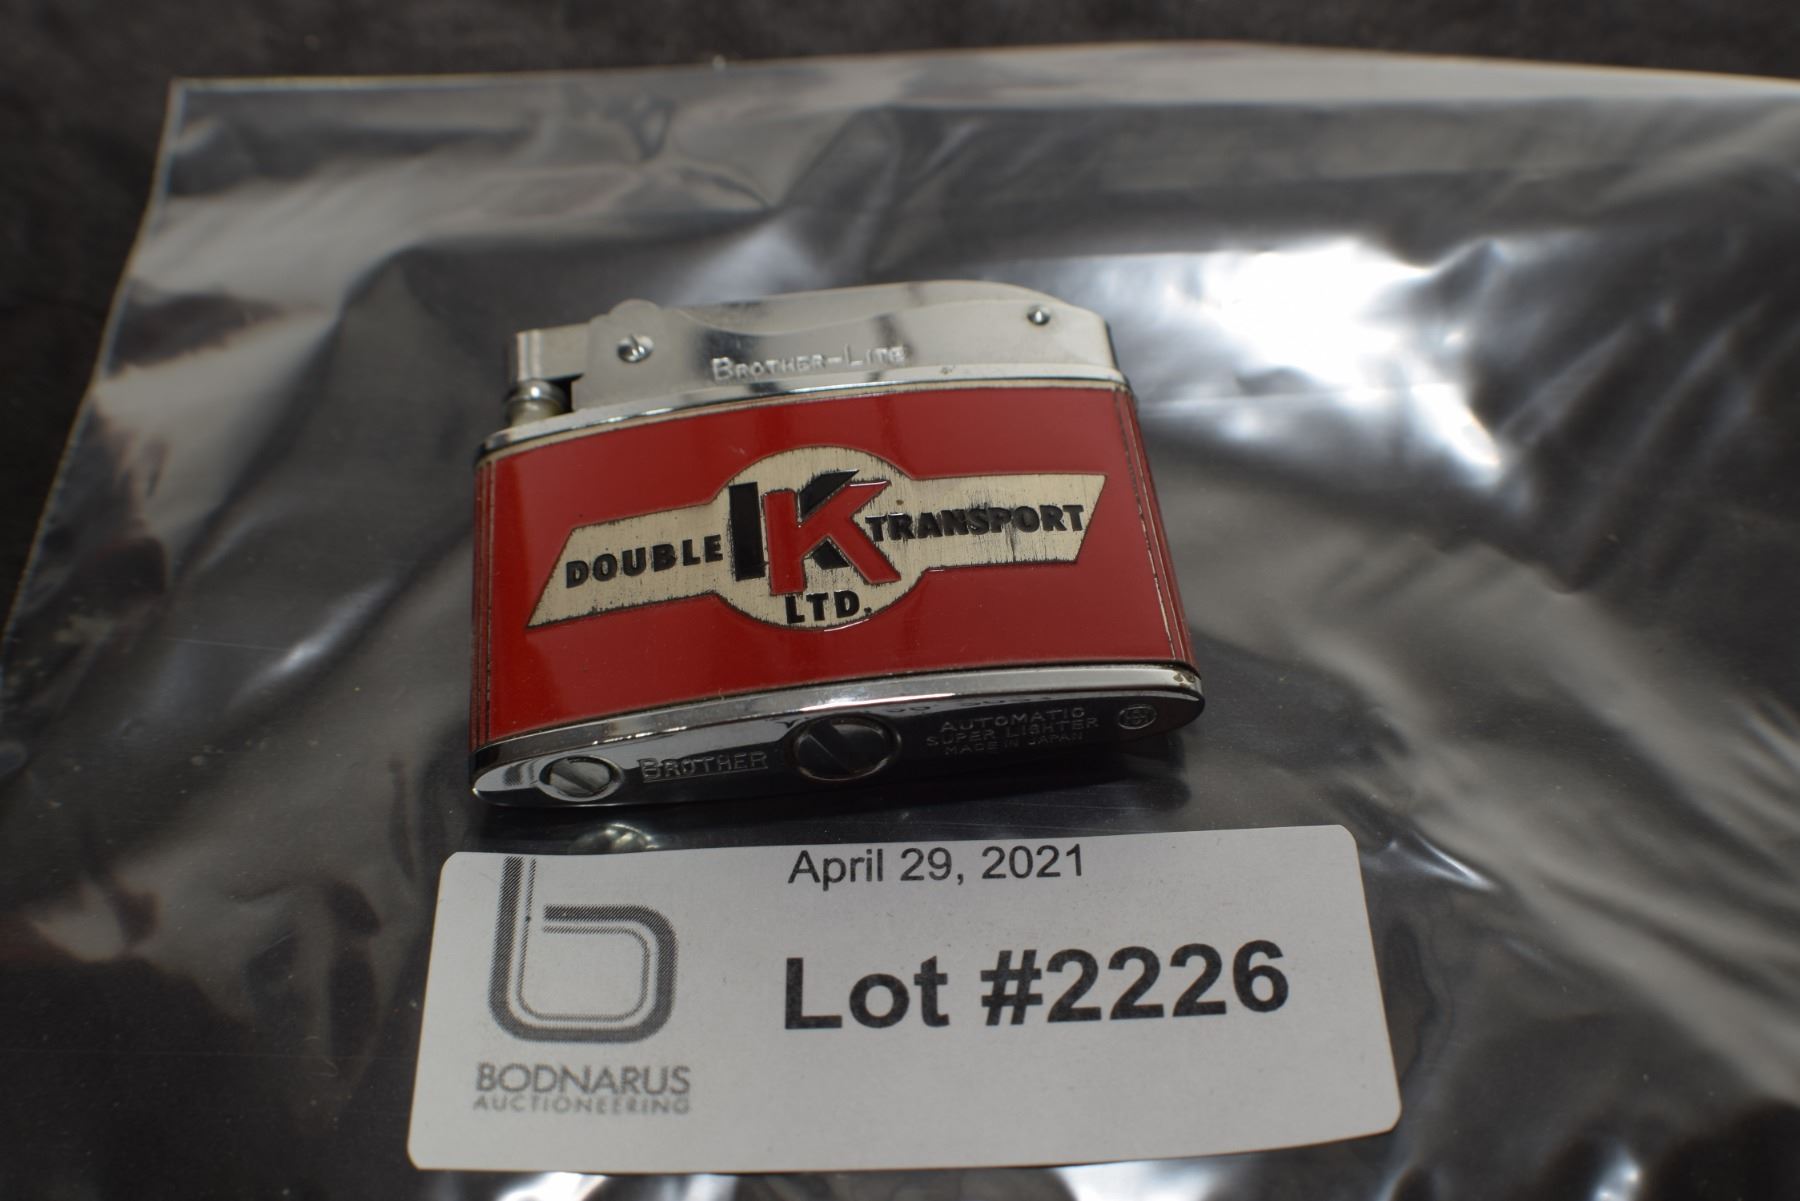 BROTHER-LITE
DOUBLE K TRANSPORT
LTD.
BROTHER
AUTOMATIC
SUPER LIGHTER
MADE IN JAPAN
April 29, 2021
Lot #2226
b
BODNARUS
AUCTIONEERING